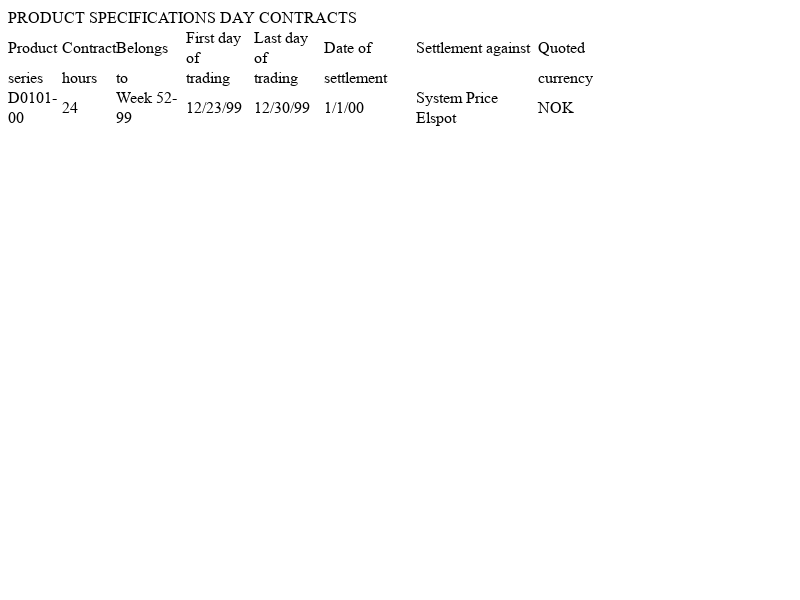 PRODUCT SPECIFICATIONS DAY CONTRACTS
Product Contract Belongs First day of Last day of Date of Settlement against Quoted
series hours to trading trading settlement currency
D0101-00 24 Week 52-99 12/23/99 12/30/99 1/1/00 System Price Elspot NOK